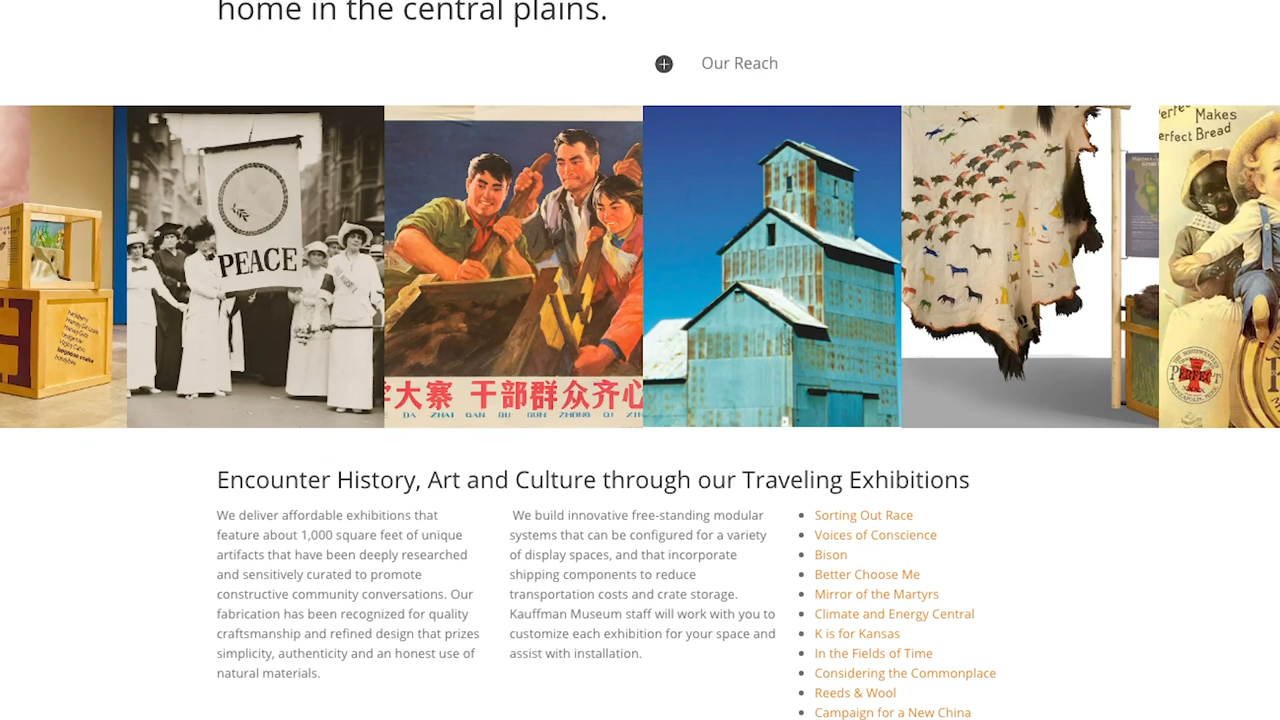 home in the central plains.
Our Reach
PEACE
大寨 干部群众齐心
DA ZHAI GAN BU QUN ZHONG QI XIN
Makes
erfect Bread
PERFECT
Encounter History, Art and Culture through our Traveling Exhibitions
We deliver affordable exhibitions that
feature about 1,000 square feet of unique
artifacts that have been deeply researched
and sensitively curated to promote
constructive community conversations. Our
fabrication has been recognized for quality
craftsmanship and refined design that prizes
simplicity, authenticity and an honest use of
natural materials.
We build innovative free-standing modular
systems that can be configured for a variety
of display spaces, and that incorporate
shipping components to reduce
transportation costs and crate storage.
Kauffman Museum staff will work with you to
customize each exhibition for your space and
assist with installation.
Sorting Out Race
Voices of Conscience
Bison
Better Choose Me
Mirror of the Martyrs
Climate and Energy Central
K is for Kansas
In the Fields of Time
Considering the Commonplace
Reeds & Wool
Campaign for a New China